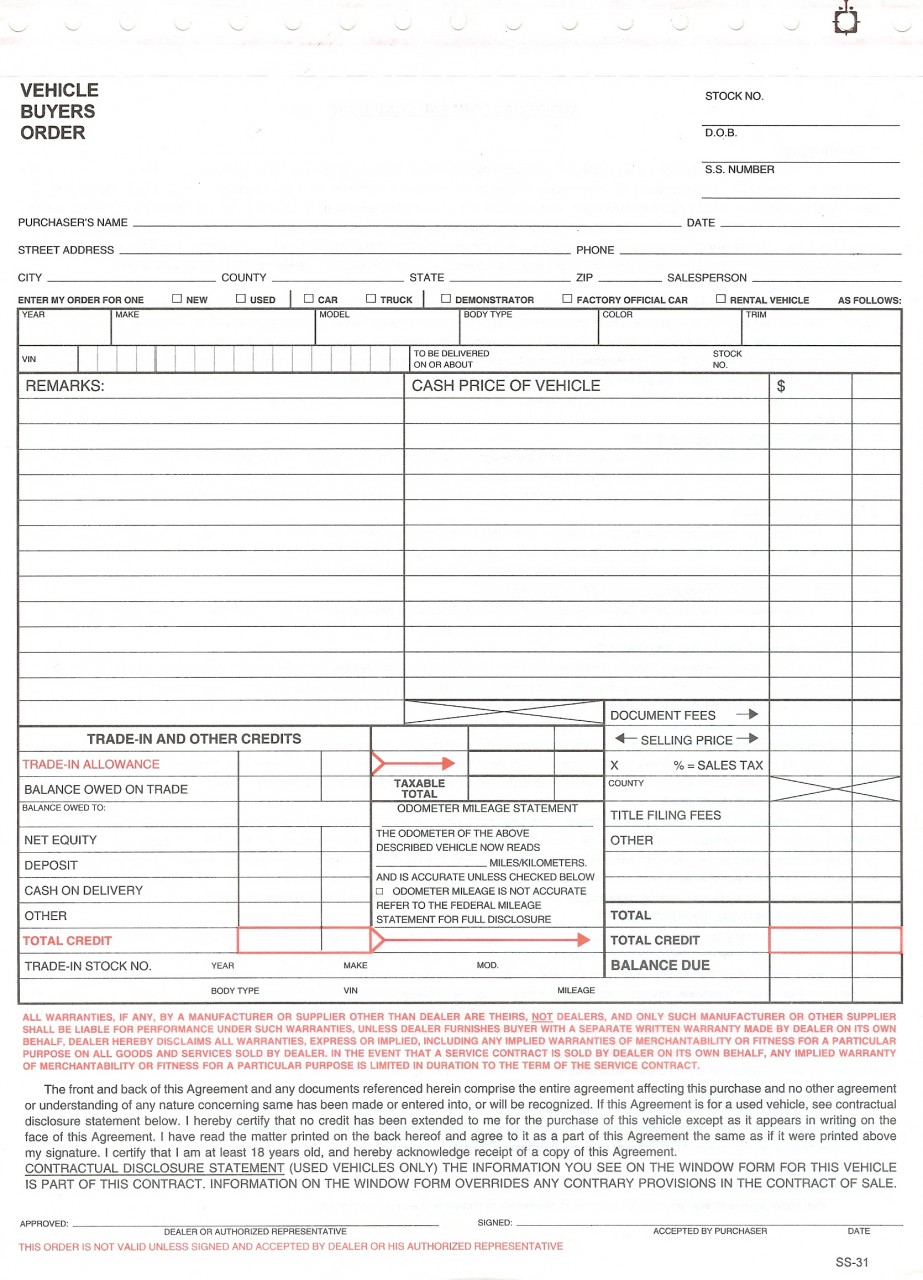 VEHICLE
BUYERS
ORDER
STOCK NO.
D.O.B.
S.S. NUMBER
PURCHASER'S NAME DATE
STREET ADDRESS PHONE
CITY COUNTY STATE ZIP SALESPERSON
ENTER MY ORDER FOR ONE ☐ NEW ☐ USED ☐ CAR ☐ TRUCK ☐ DEMONSTRATOR ☐ FACTORY OFFICIAL CAR ☐ RENTAL VEHICLE AS FOLLOWS:
YEAR MAKE MODEL BODY TYPE COLOR TRIM
VIN
TO BE DELIVERED
ON OR ABOUT
STOCK
NO.
REMARKS: CASH PRICE OF VEHICLE $
DOCUMENT FEES
TRADE-IN AND OTHER CREDITS
SELLING PRICE
TRADE-IN ALLOWANCE
X % = SALES TAX
BALANCE OWED ON TRADE
TAXABLE
TOTAL
COUNTY
BALANCE OWED TO:
ODOMETER MILEAGE STATEMENT
TITLE FILING FEES
NET EQUITY
THE ODOMETER OF THE ABOVE
DESCRIBED VEHICLE NOW READS
MILES/KILOMETERS.
AND IS ACCURATE UNLESS CHECKED BELOW
☐ ODOMETER MILEAGE IS NOT ACCURATE
REFER TO THE FEDERAL MILEAGE
STATEMENT FOR FULL DISCLOSURE
OTHER
DEPOSIT
CASH ON DELIVERY
OTHER
TOTAL
TOTAL CREDIT
TOTAL CREDIT
TRADE-IN STOCK NO. YEAR MAKE MOD.
BALANCE DUE
BODY TYPE VIN MILEAGE
ALL WARRANTIES, IF ANY, BY A MANUFACTURER OR SUPPLIER OTHER THAN DEALER ARE THEIRS, NOT DEALERS, AND ONLY SUCH MANUFACTURER OR OTHER SUPPLIER
SHALL BE LIABLE FOR PERFORMANCE UNDER SUCH WARRANTIES, UNLESS DEALER FURNISHES BUYER WITH A SEPARATE WRITTEN WARRANTY MADE BY DEALER ON ITS OWN
BEHALF, DEALER HEREBY DISCLAIMS ALL WARRANTIES, EXPRESS OR IMPLIED, INCLUDING ANY IMPLIED WARRANTIES OF MERCHANTABILITY OR FITNESS FOR A PARTICULAR
PURPOSE ON ALL GOODS AND SERVICES SOLD BY DEALER. IN THE EVENT THAT A SERVICE CONTRACT IS SOLD BY DEALER ON ITS OWN BEHALF, ANY IMPLIED WARRANTY
OF MERCHANTABILITY OR FITNESS FOR A PARTICULAR PURPOSE IS LIMITED IN DURATION TO THE TERM OF THE SERVICE CONTRACT.
The front and back of this Agreement and any documents referenced herein comprise the entire agreement affecting this purchase and no other agreement
or understanding of any nature concerning same has been made or entered into, or will be recognized. If this Agreement is for a used vehicle, see contractual
disclosure statement below. I hereby certify that no credit has been extended to me for the purchase of this vehicle except as it appears in writing on the
face of this Agreement. I have read the matter printed on the back hereof and agree to it as a part of this Agreement the same as if it were printed above
my signature. I certify that I am at least 18 years old, and hereby acknowledge receipt of a copy of this Agreement.
CONTRACTUAL DISCLOSURE STATEMENT (USED VEHICLES ONLY) THE INFORMATION YOU SEE ON THE WINDOW FORM FOR THIS VEHICLE
IS PART OF THIS CONTRACT. INFORMATION ON THE WINDOW FORM OVERRIDES ANY CONTRARY PROVISIONS IN THE CONTRACT OF SALE.
APPROVED: SIGNED:
DEALER OR AUTHORIZED REPRESENTATIVE ACCEPTED BY PURCHASER DATE
THIS ORDER IS NOT VALID UNLESS SIGNED AND ACCEPTED BY DEALER OR HIS AUTHORIZED REPRESENTATIVE
SS-31